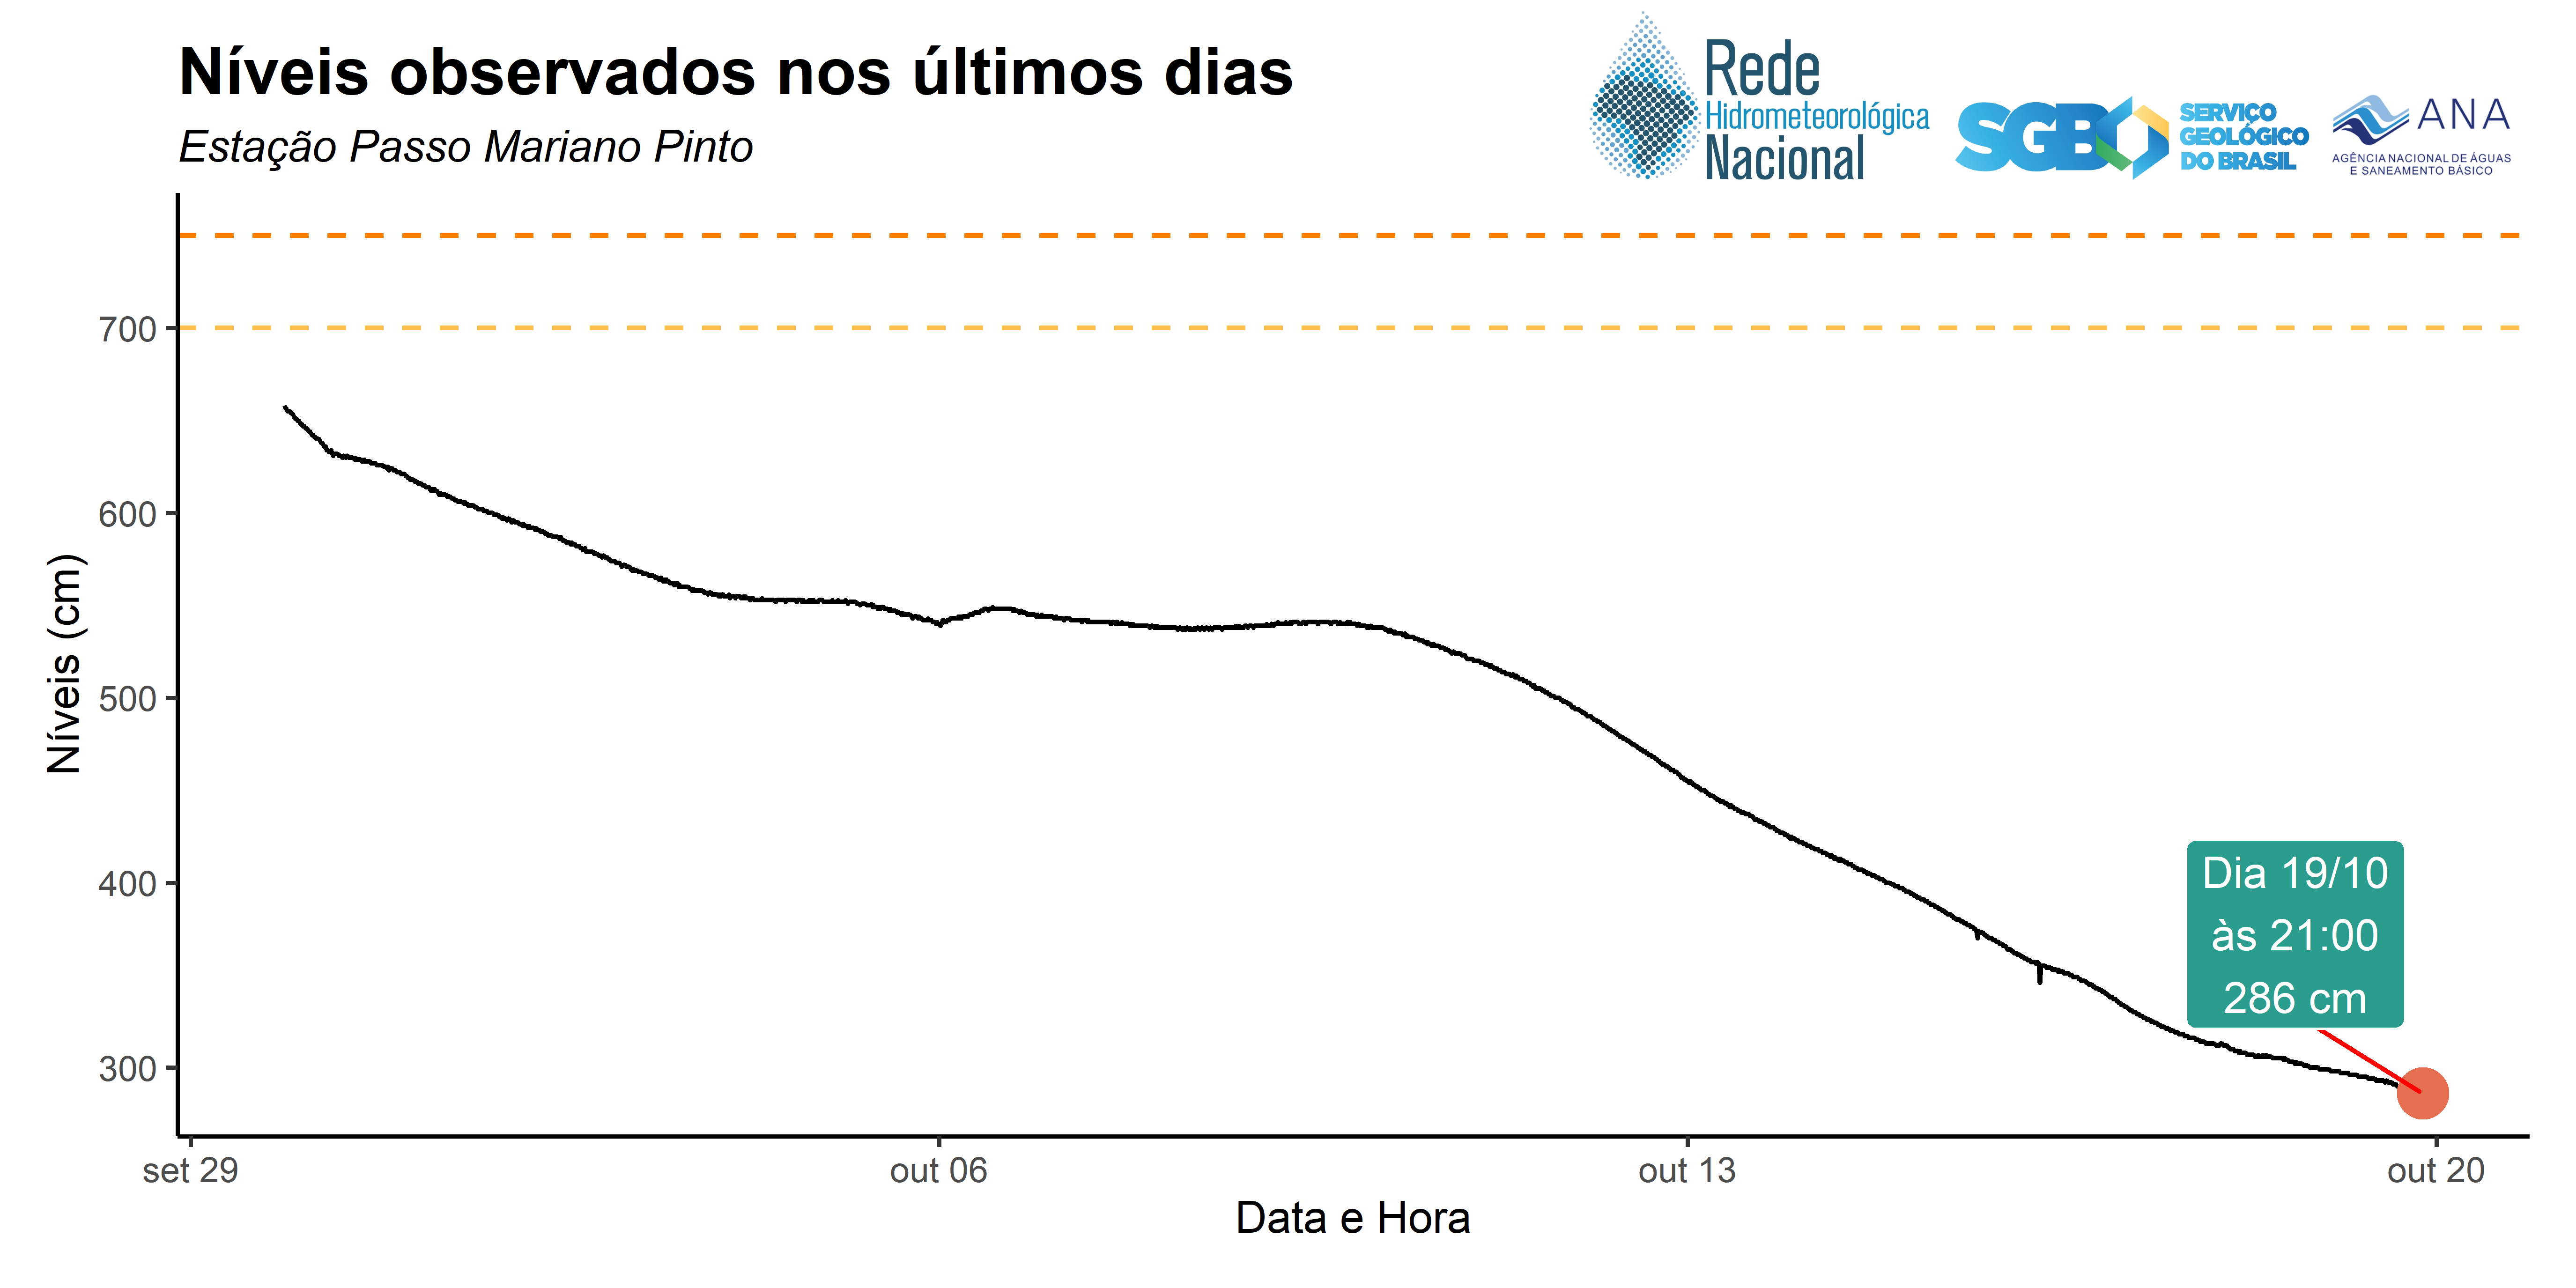 Níveis observados nos últimos dias
Estação Passo Mariano Pinto
Rede
Hidrometeorológica
Nacional
SGB
SERVIÇO
GEOLÓGICO
DO BRASIL
ANA
AGÊNCIA NACIONAL DE ÁGUAS
E SANEAMENTO BÁSICO
Níveis (cm)
700
600
500
400
300
Dia 19/10
às 21:00
286 cm
set 29
out 06
out 13
out 20
Data e Hora